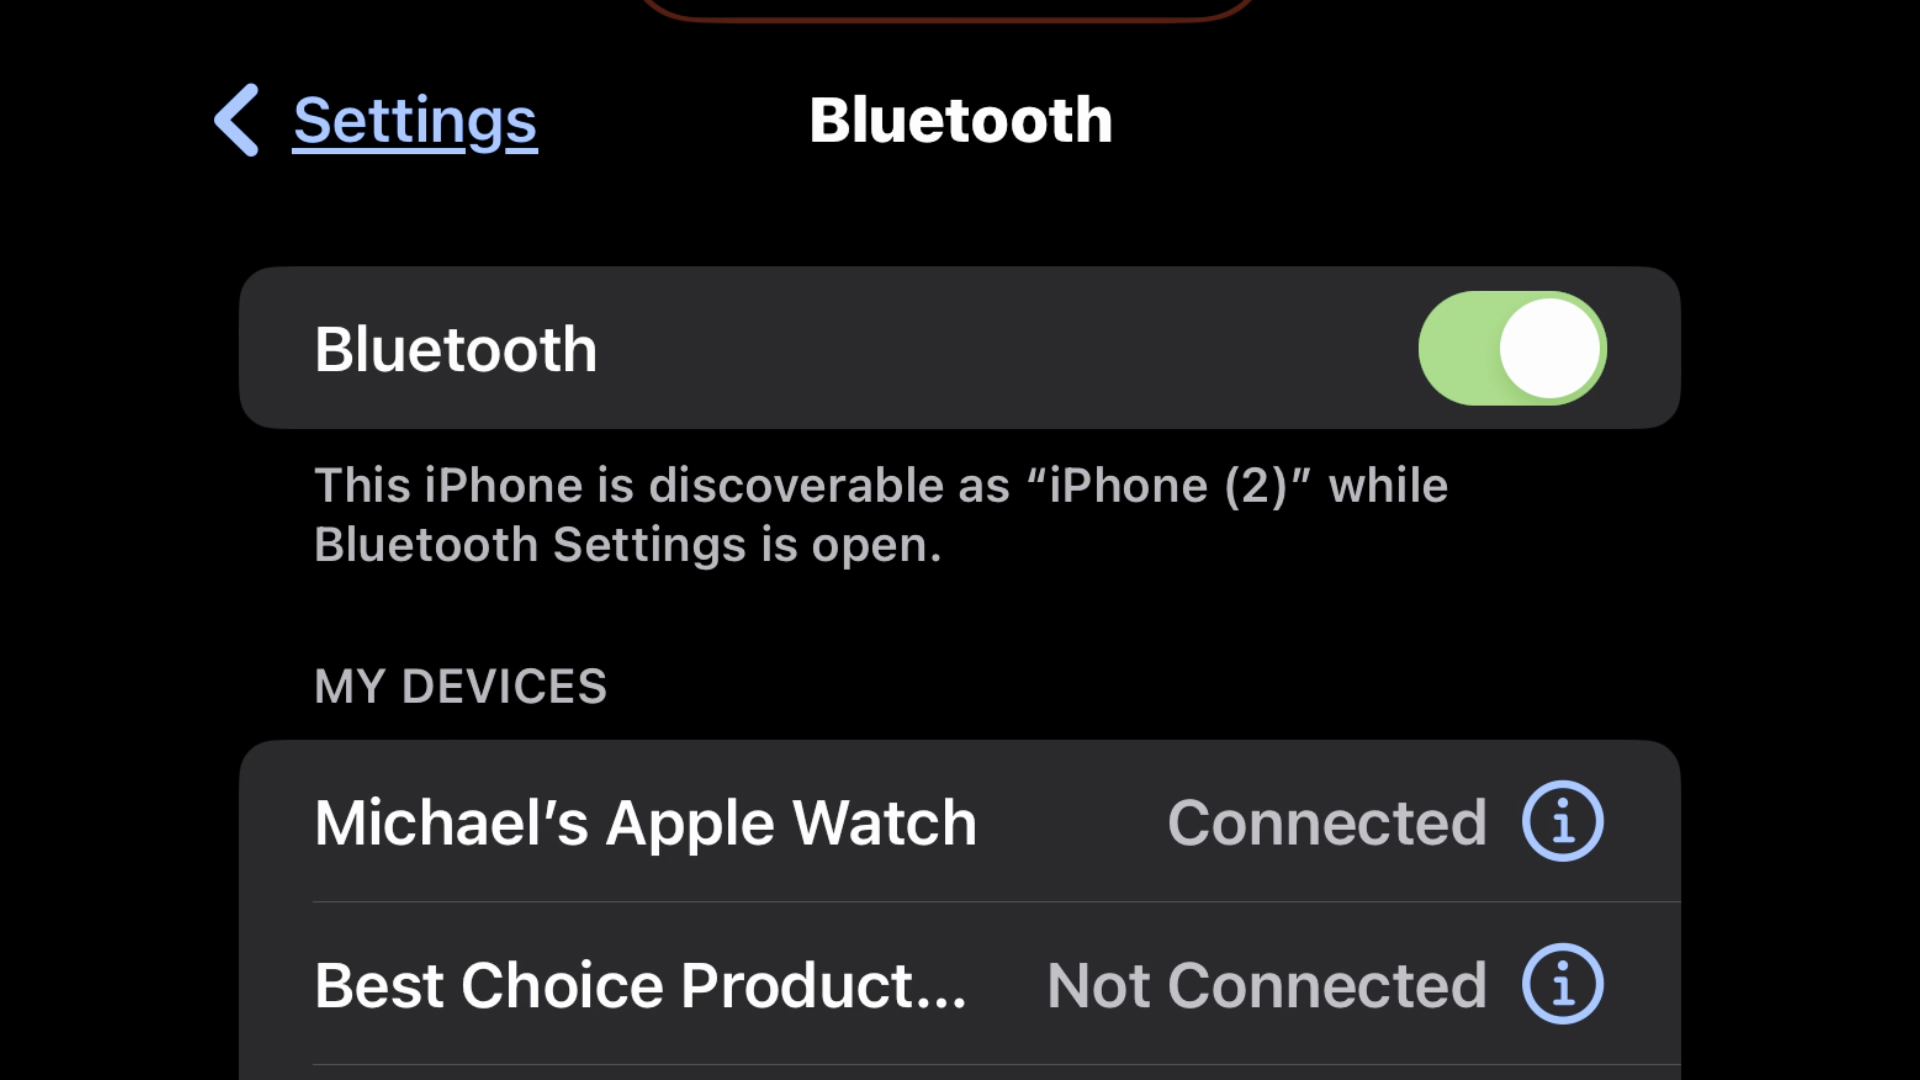 Settings
Bluetooth
Bluetooth
This iPhone is discoverable as “iPhone (2)” while
Bluetooth Settings is open.
MY DEVICES
Michael’s Apple Watch Connected
Best Choice Product... Not Connected